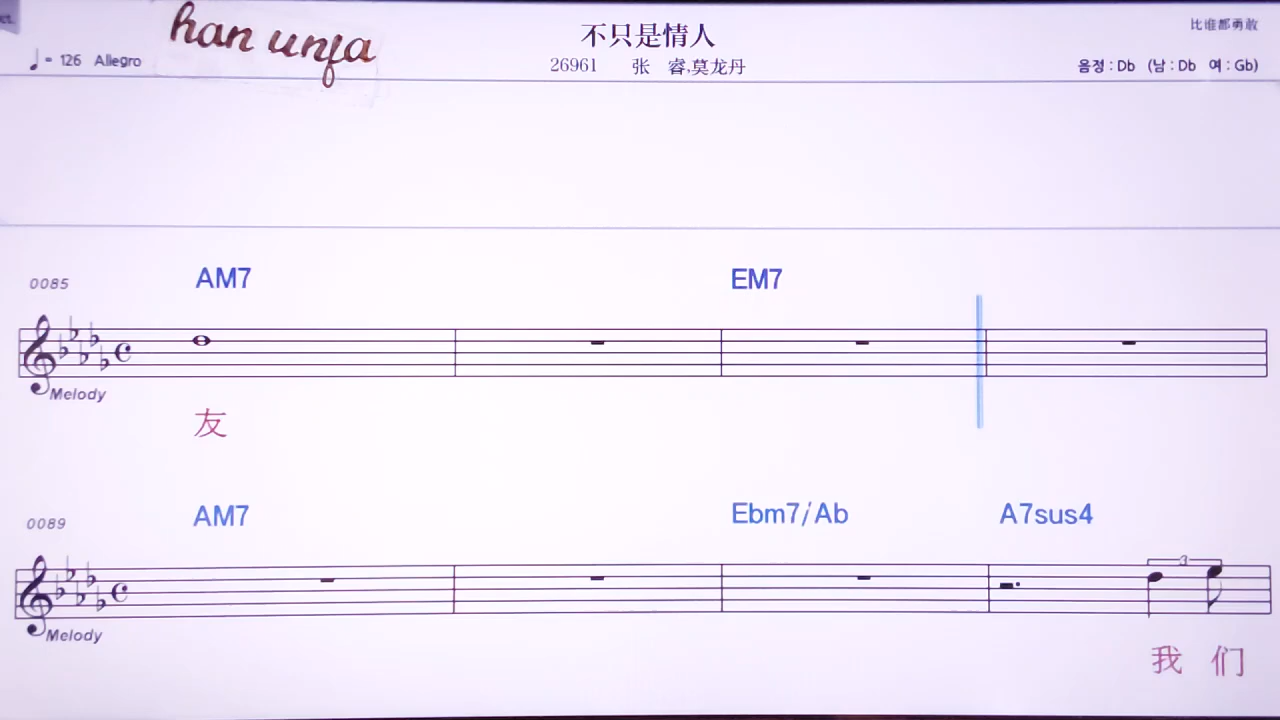 ct.
han unfa
不只是情人
比谁都勇敢
♩= 126 Allegro
26961 张 睿,莫龙丹
음정 : Db (남 : Db 여 : Gb)
0085 AM7 EM7
Melody
友
0089 AM7 Ebm7/Ab A7sus4
3
Melody
我 们